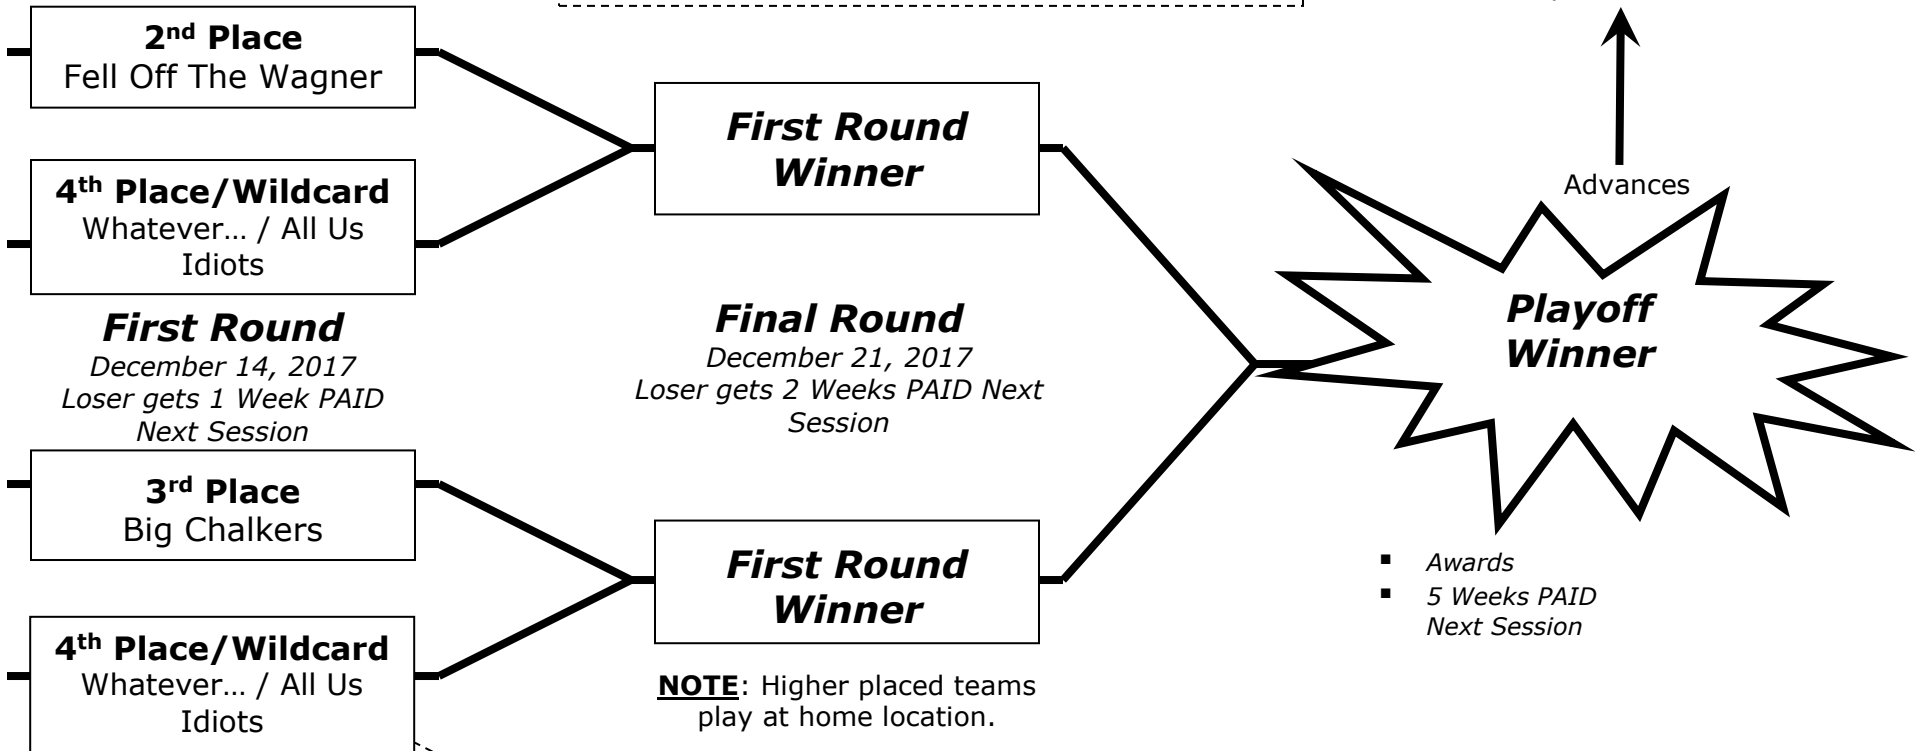 2nd Place
Fell Off The Wagner
4th Place/Wildcard
Whatever… / All Us
Idiots
First Round
December 14, 2017
Loser gets 1 Week PAID
Next Session
3rd Place
Big Chalkers
4th Place/Wildcard
Whatever… / All Us
Idiots
First Round
Winner
Final Round
December 21, 2017
Loser gets 2 Weeks PAID Next
Session
First Round
Winner
NOTE: Higher placed teams
play at home location.
Advances
Playoff
Winner
▪ Awards
▪ 5 Weeks PAID
Next Session